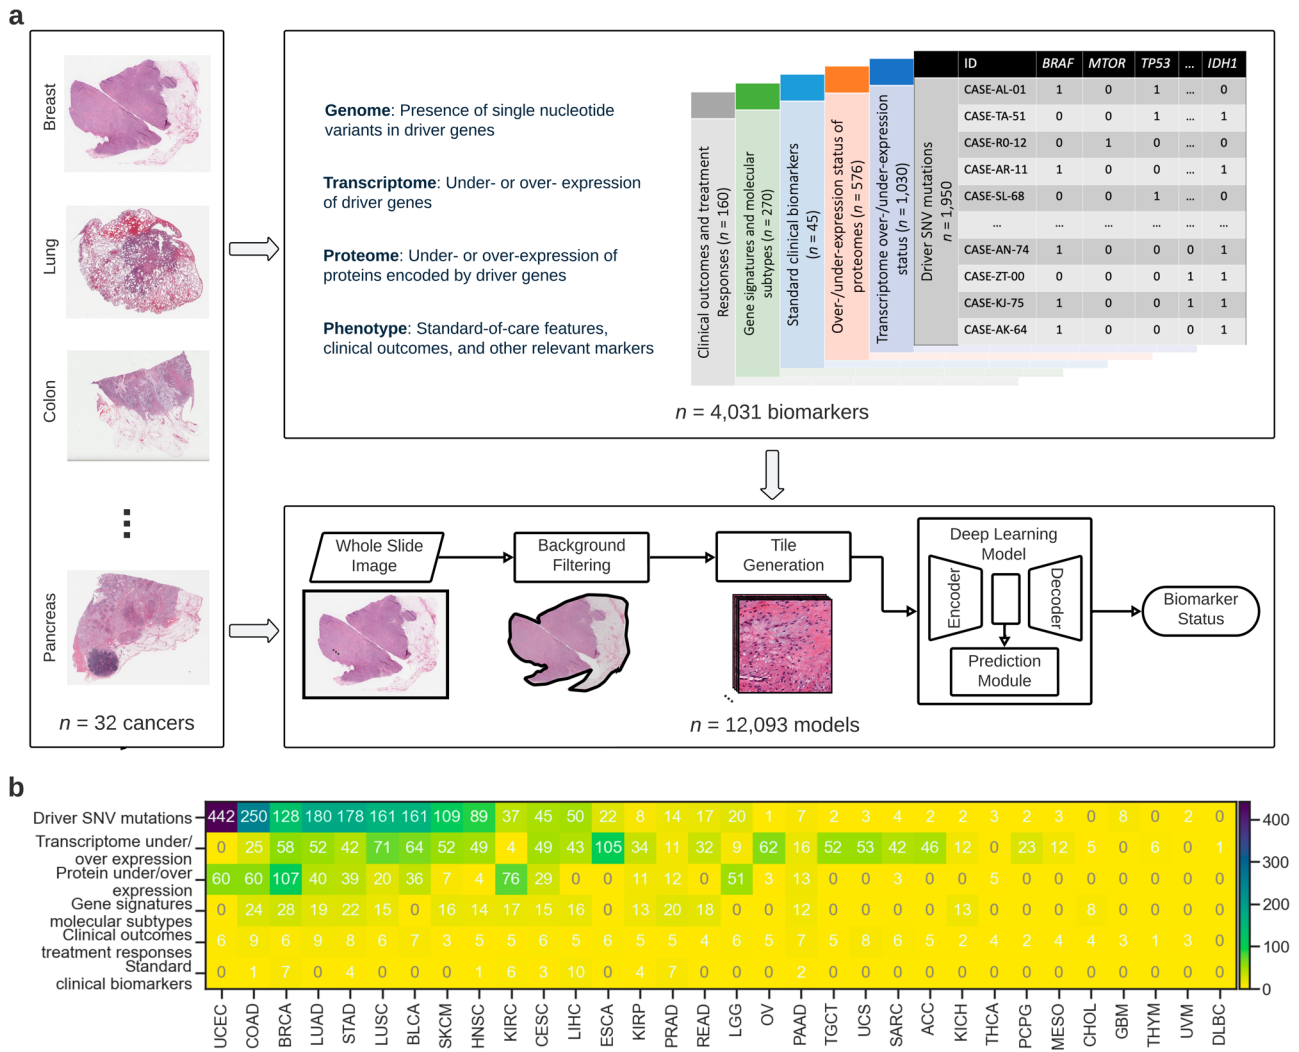 a
Breast
Lung
Colon
Pancreas
n = 32 cancers
Genome: Presence of single nucleotide
variants in driver genes
Transcriptome: Under- or over- expression
of driver genes
Proteome: Under- or over-expression of
proteins encoded by driver genes
Phenotype: Standard-of-care features,
clinical outcomes, and other relevant markers
Clinical outcomes and treatment
Responses (n = 160)
Gene signatures and molecular
subtypes (n = 270)
Standard clinical biomarkers
(n = 45)
Over-/under-expression status of
proteomes (n = 576)
Transcriptome over-/under-expression
status (n = 1,030)
Driver SNV mutations
n = 1,950
ID BRAF MTOR TP53 ... IDH1
CASE-AL-01 1 0 1 ... 0
CASE-TA-51 0 0 1 ... 1
CASE-R0-12 0 1 0 ... 0
CASE-AR-11 1 0 0 ... 1
CASE-SL-68 0 0 1 ... 0
... ... ... ... ... ...
CASE-AN-74 1 0 0 0 1
CASE-ZT-00 0 0 0 1 1
CASE-KJ-75 1 0 0 1 1
CASE-AK-64 1 0 0 0 1
n = 4,031 biomarkers
Whole Slide
Image
Background
Filtering
Tile
Generation
Deep Learning
Model
Encoder
Decoder
Prediction
Module
Biomarker
Status
n = 12,093 models
b
Driver SNV mutations 442 250 128 180 178 161 161 109 89 37 45 50 22 8 14 17 20 1 7 2 3 4 2 2 3 2 3 0 8 0 2 0
Transcriptome under/
over expression 0 25 58 52 42 71 64 52 49 4 49 43 105 34 11 32 9 62 16 52 53 42 46 12 0 23 12 5 0 6 0 1
Protein under/over
expression 60 60 107 40 39 20 36 7 4 76 29 0 0 11 12 0 51 3 13 0 0 3 0 0 5 0 0 0 0 0 0 0
Gene signatures
molecular subtypes 0 24 28 19 22 15 0 16 14 17 15 16 0 13 20 18 0 0 12 0 0 0 0 13 0 0 0 8 0 0 0 0
Clinical outcomes
treatment responses 6 9 6 9 8 6 7 3 5 5 6 5 6 5 5 4 6 5 7 5 8 6 5 2 4 2 4 4 3 1 3 0
Standard
clinical biomarkers 0 1 7 0 4 0 0 0 1 6 3 10 0 4 7 0 0 0 2 0 0 0 0 0 0 0 0 0 0 0 0 0
UCEC COAD BRCA LUAD STAD LUSC BLCA SKCM HNSC KIRC CESC LIHC ESCA KIRP PRAD READ LGG OV PAAD TGCT UCS SARC ACC KICH THCA PCPG MESO CHOL GBM THYM UVM DLBC
400
300
200
100
0